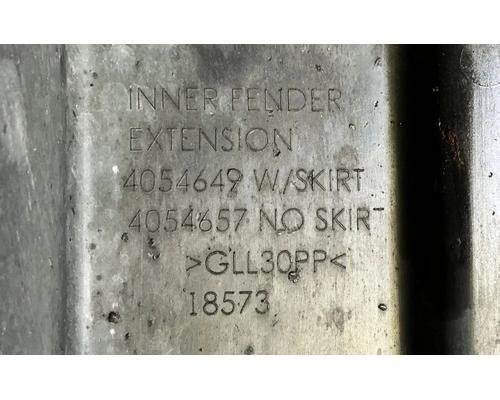 INNER FENDER
EXTENSION
4054649 W/SKIRT
4054657 NO SKIRT
>GLL30PP<
18573